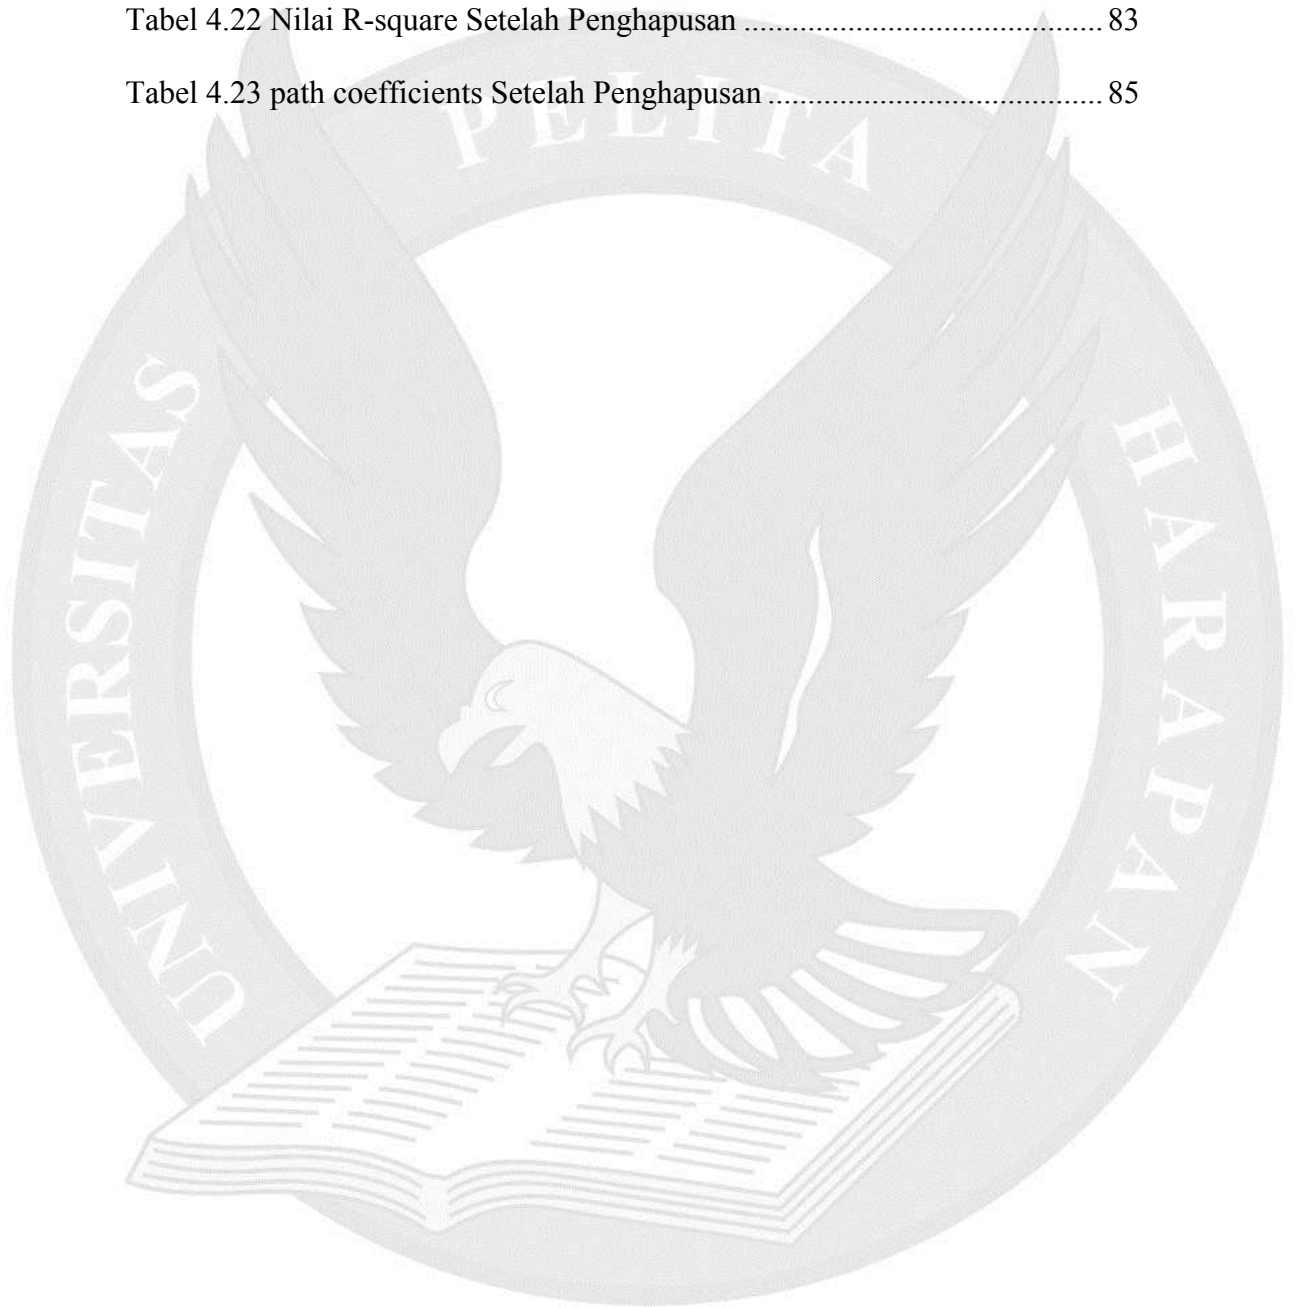 Tabel 4.22 Nilai R-square Setelah Penghapusan ...................................... 83
Tabel 4.23 path coefficients Setelah Penghapusan ................................... 85
UNIVERSITAS PELITA HARAPAN